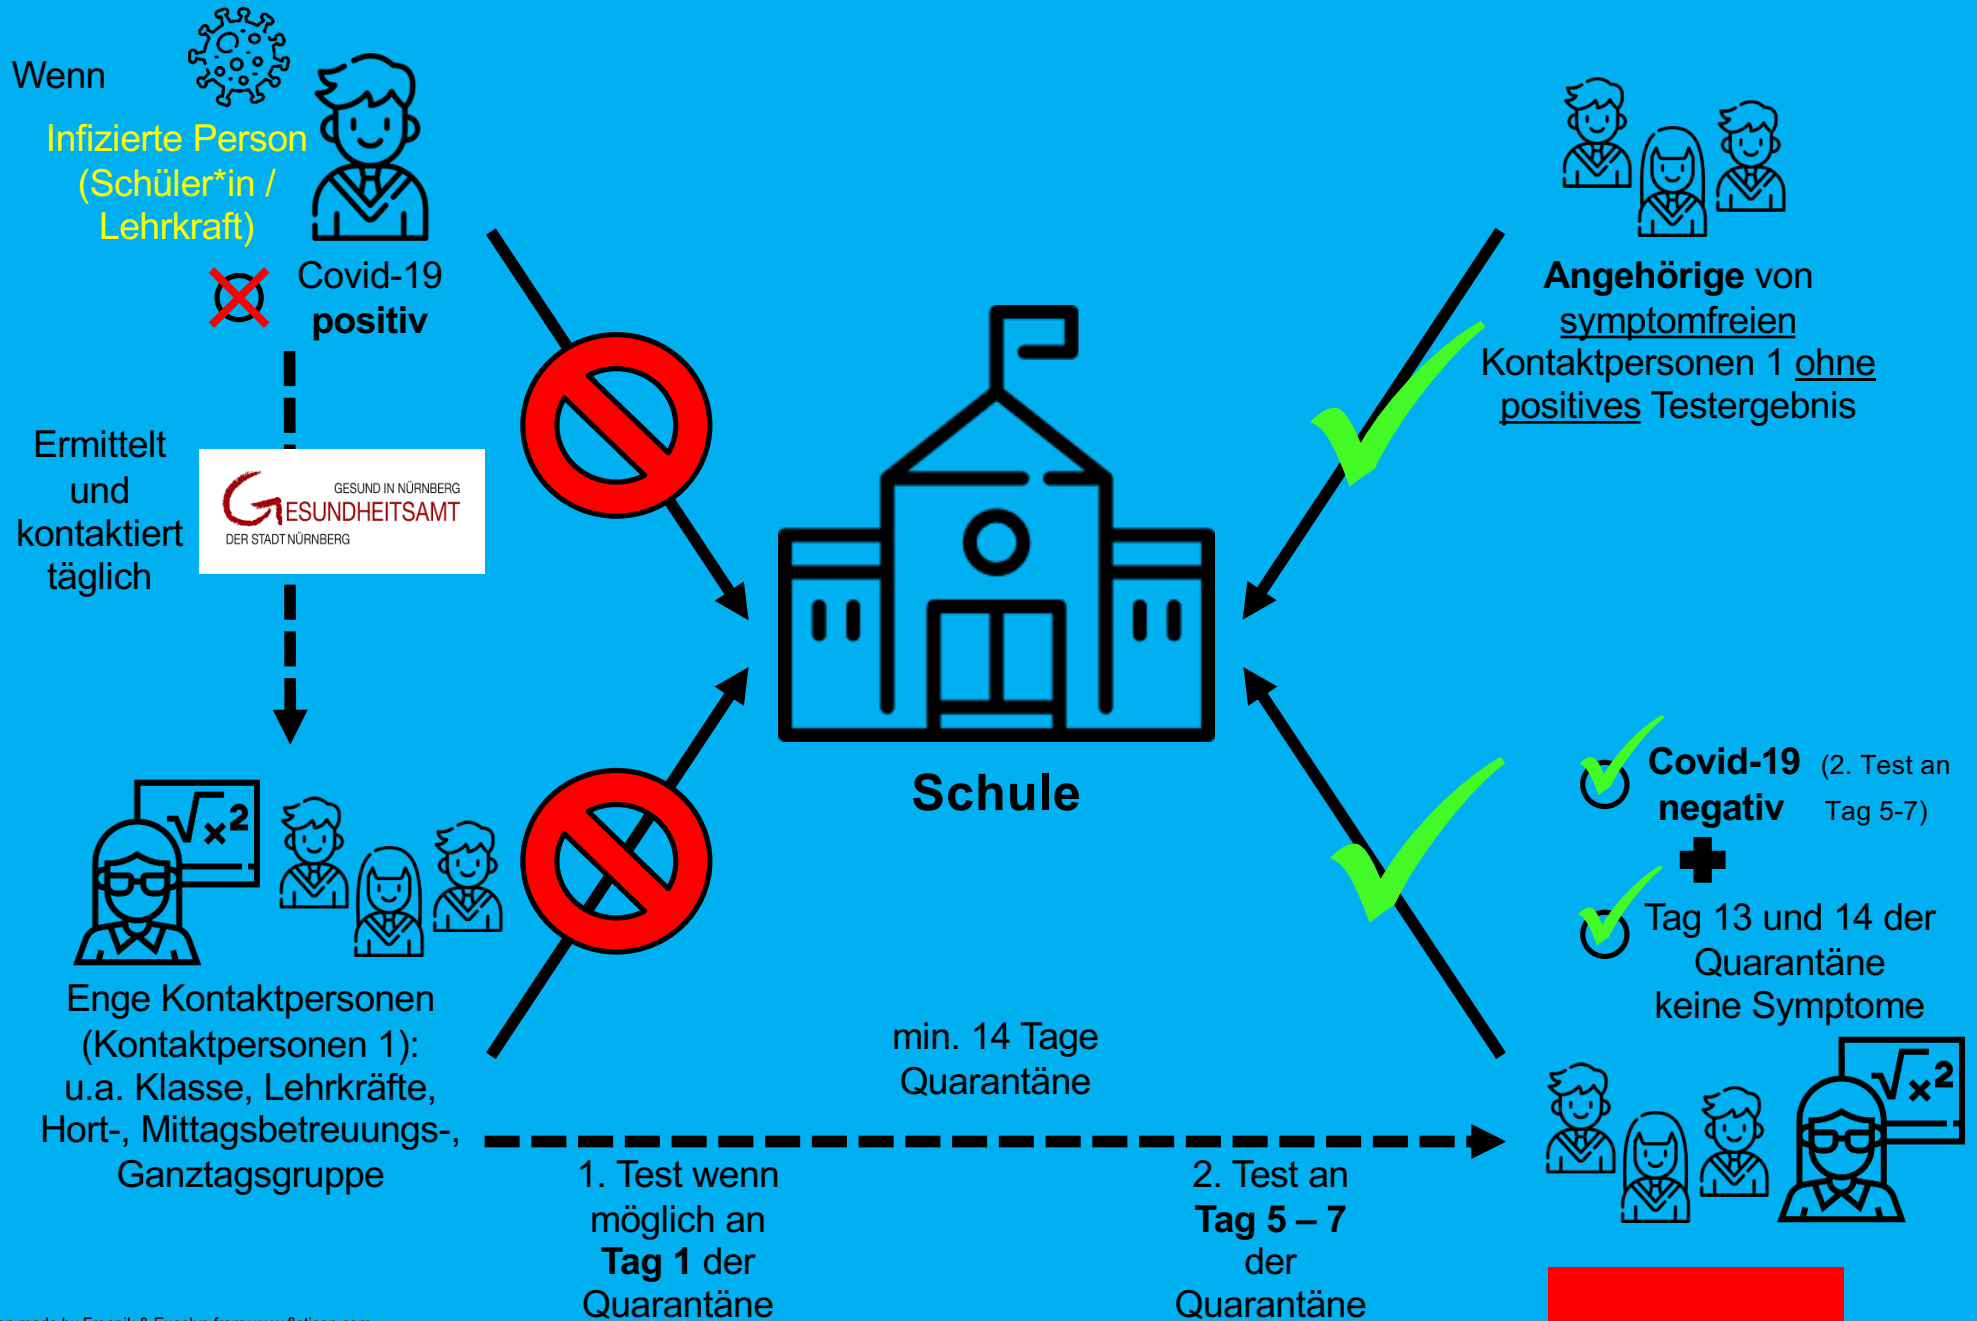 Wenn
Infizierte Person
(Schüler*in /
Lehrkraft)
Covid-19
positiv
Ermittelt
und
kontaktiert
täglich
GESUND IN NÜRNBERG
GESUNDHEITSAMT
DER STADT NÜRNBERG
Enge Kontaktpersonen
(Kontaktpersonen 1):
u.a. Klasse, Lehrkräfte,
Hort-, Mittagsbetreuungs-,
Ganztagsgruppe
√x²
Schule
min. 14 Tage
Quarantäne
1. Test wenn
möglich an
Tag 1 der
Quarantäne
2. Test an
Tag 5 – 7
der
Quarantäne
Angehörige von
symptomfreien
Kontaktpersonen 1 ohne
positives Testergebnis
Covid-19 (2. Test an
negativ Tag 5-7)
Tag 13 und 14 der
Quarantäne
keine Symptome
√x²